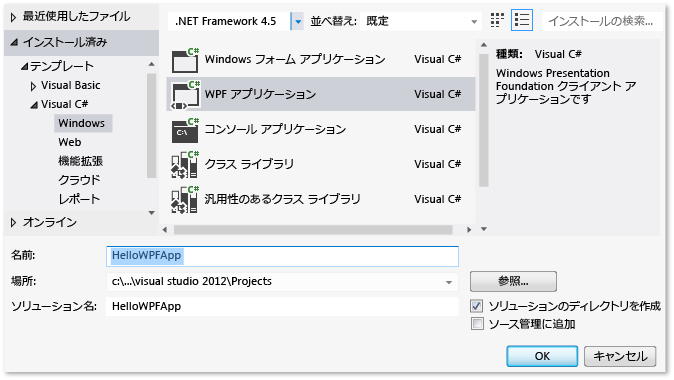 最近使用したファイル
インストール済み
テンプレート
Visual Basic
Visual C#
Windows
Web
機能拡張
クラウド
レポート
オンライン
.NET Framework 4.5 並べ替え: 既定 インストールの検索...
C# Windows フォーム アプリケーション Visual C#
C# WPF アプリケーション Visual C#
C# C:\ コンソール アプリケーション Visual C#
C# クラス ライブラリ Visual C#
C# 汎用性のあるクラス ライブラリ Visual C#
種類: Visual C#
Windows Presentation
Foundation クライアント ア
プリケーションです
名前: HelloWPFApp
場所: c:\...\visual studio 2012\Projects 参照...
ソリューション名: HelloWPFApp ソリューションのディレクトリを作成
ソース管理に追加
OK キャンセル